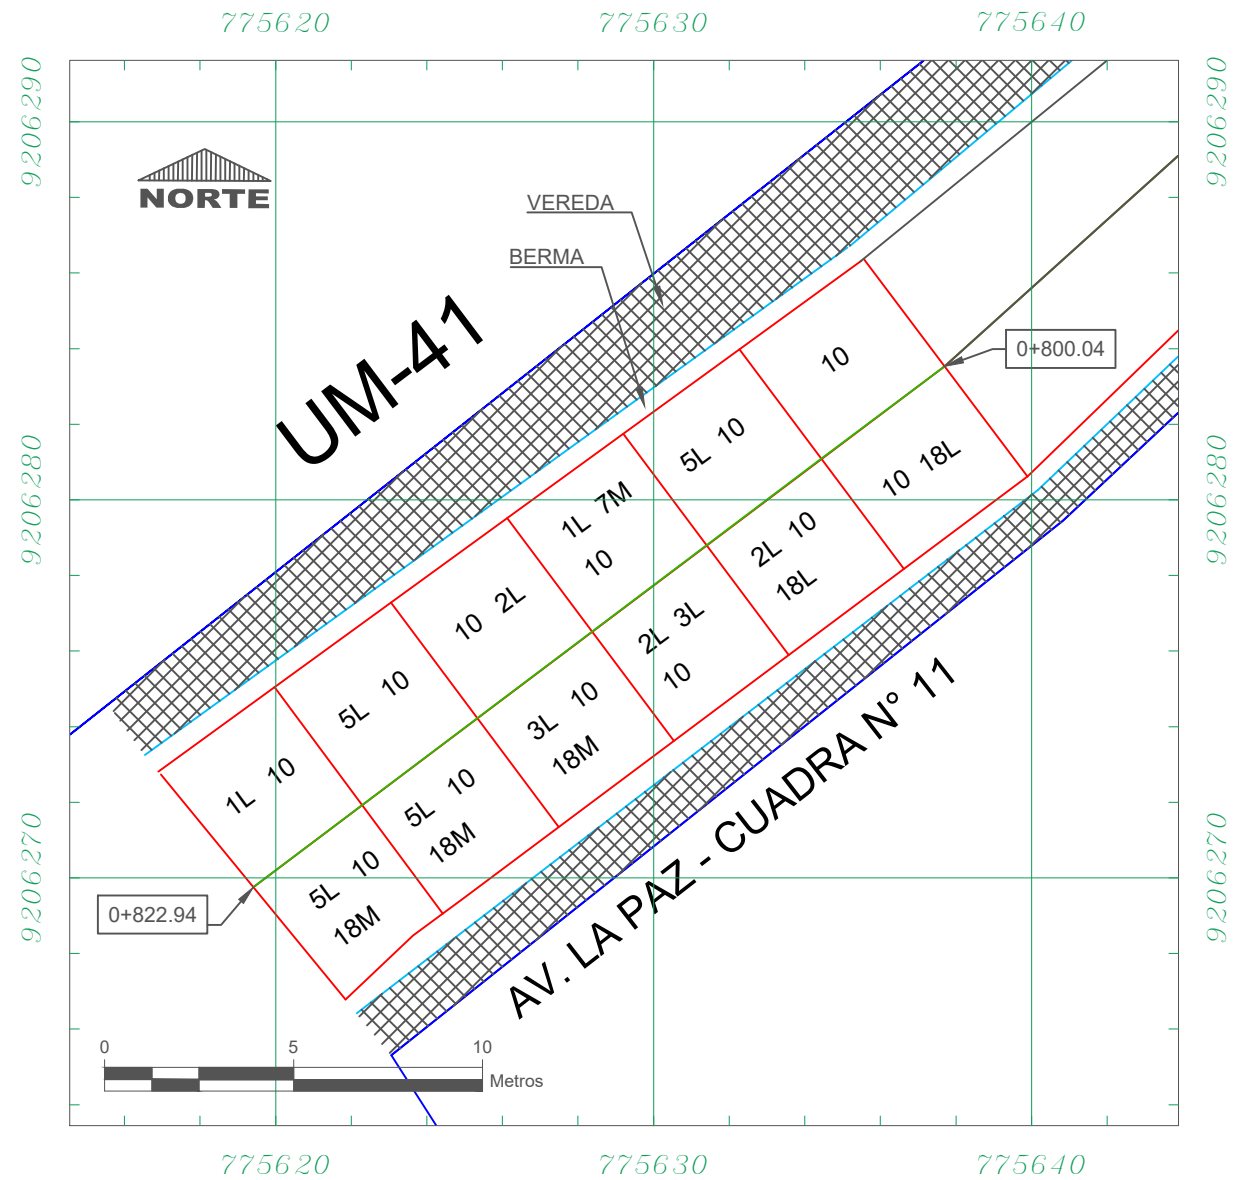 775620 775630 775640
9206290
9206290
NORTE
VEREDA
BERMA
UM-41
0+800.04
10
5L 10
10 18L
1L 7M
10
2L 10
18L
9206280
9206280
10 2L
2L 3L
10
5L 10
3L 10
18M
1L 10
5L 10
18M
5L 10
18M
0+822.94
9206270
9206270
AV. LA PAZ - CUADRA N° 11
0 5 10
Metros
775620 775630 775640